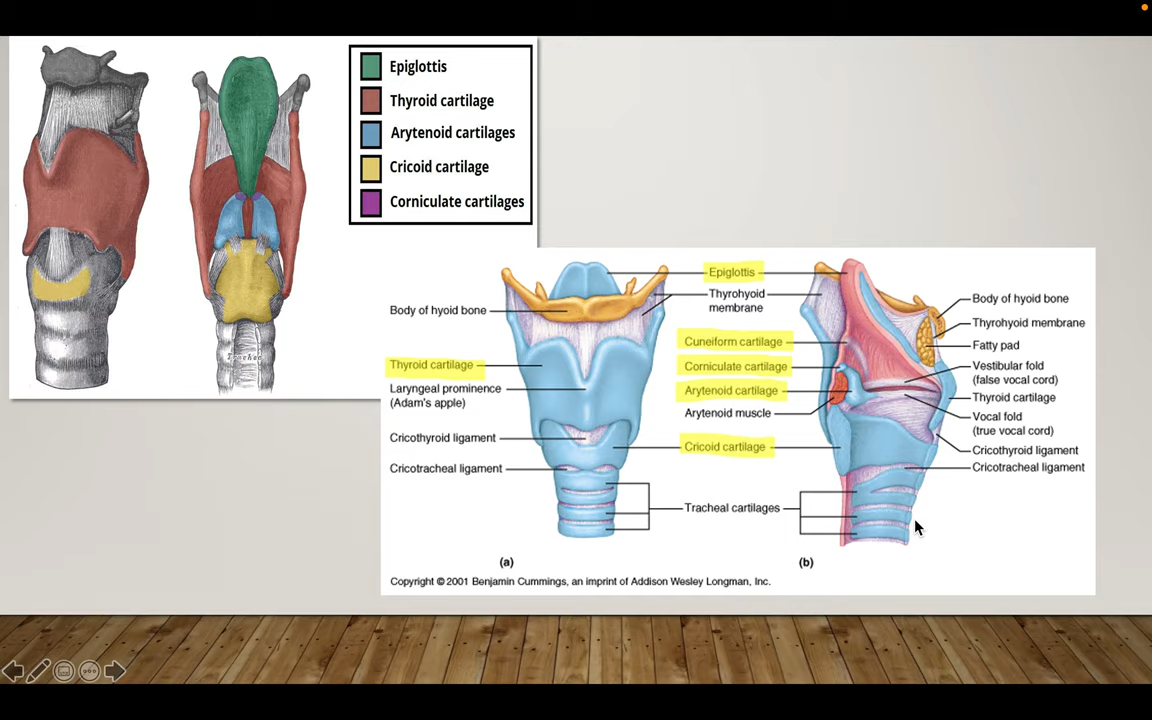 Epiglottis
Thyroid cartilage
Arytenoid cartilages
Cricoid cartilage
Corniculate cartilages
Trachea
Epiglottis
Thyrohyoid
membrane
Body of hyoid bone
Cuneiform cartilage
Thyroid cartilage
Corniculate cartilage
Laryngeal prominence
(Adam's apple)
Arytenoid cartilage
Arytenoid muscle
Cricothyroid ligament
Cricoid cartilage
Cricotracheal ligament
Tracheal cartilages
Body of hyoid bone
Thyrohyoid membrane
Fatty pad
Vestibular fold
(false vocal cord)
Thyroid cartilage
Vocal fold
(true vocal cord)
Cricothyroid ligament
Cricotracheal ligament
(a)
(b)
Copyright © 2001 Benjamin Cummings, an imprint of Addison Wesley Longman, Inc.